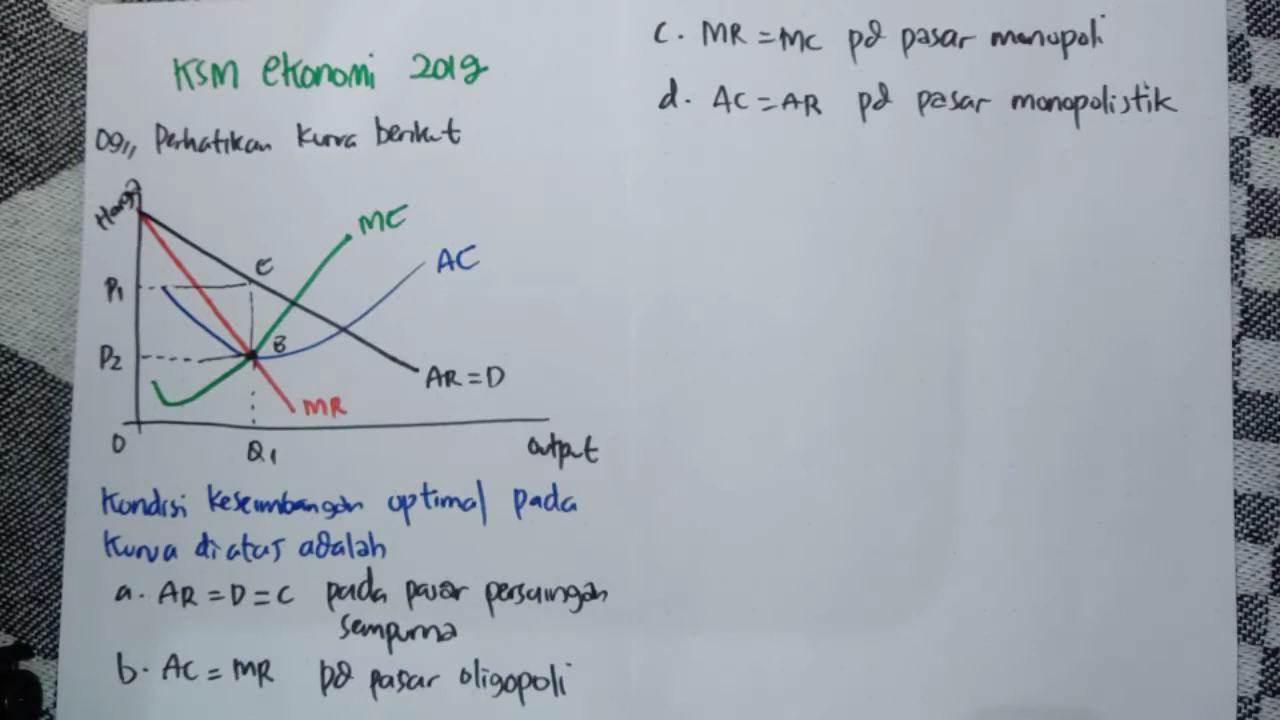 KSM ekonomi 2019
09,, Perhatikan kurva berikut
Harga
MC
AC
C
P1
B
P2
AR = D
MR
0
Q1
output
Kondisi keseimbangan optimal pada
kurva diatas adalah
a. AR = D = C pada pasar persaingan
sempurna
b. AC = MR pd pasar oligopoli
c. MR = MC pd pasar monopoli
d. AC = AR pd pasar monopolistik